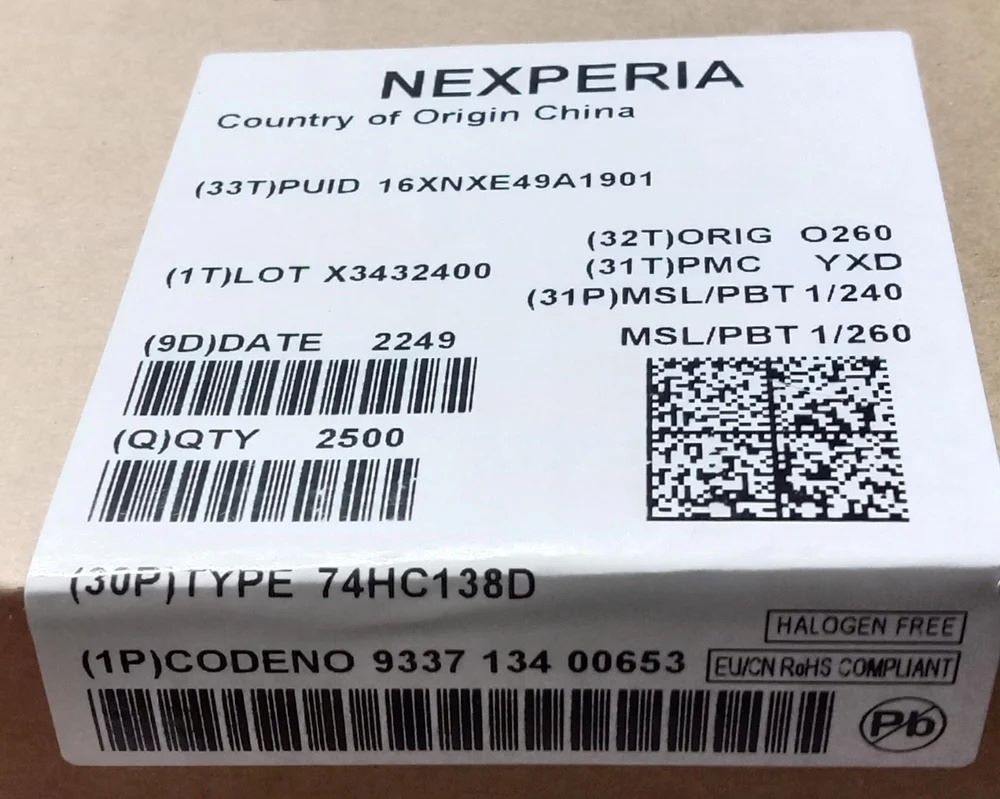 NEXPERIA
Country of Origin China
(33T)PUID 16XNXE49A1901
(32T)ORIG O260
(1T)LOT X3432400
(31T)PMC YXD
(31P)MSL/PBT 1/240
(9D)DATE 2249
MSL/PBT 1/260
(Q)QTY 2500
(30P)TYPE 74HC138D
HALOGEN FREE
(1P)CODENO 9337 134 00653
EU/CN RoHS COMPLIANT
Pb